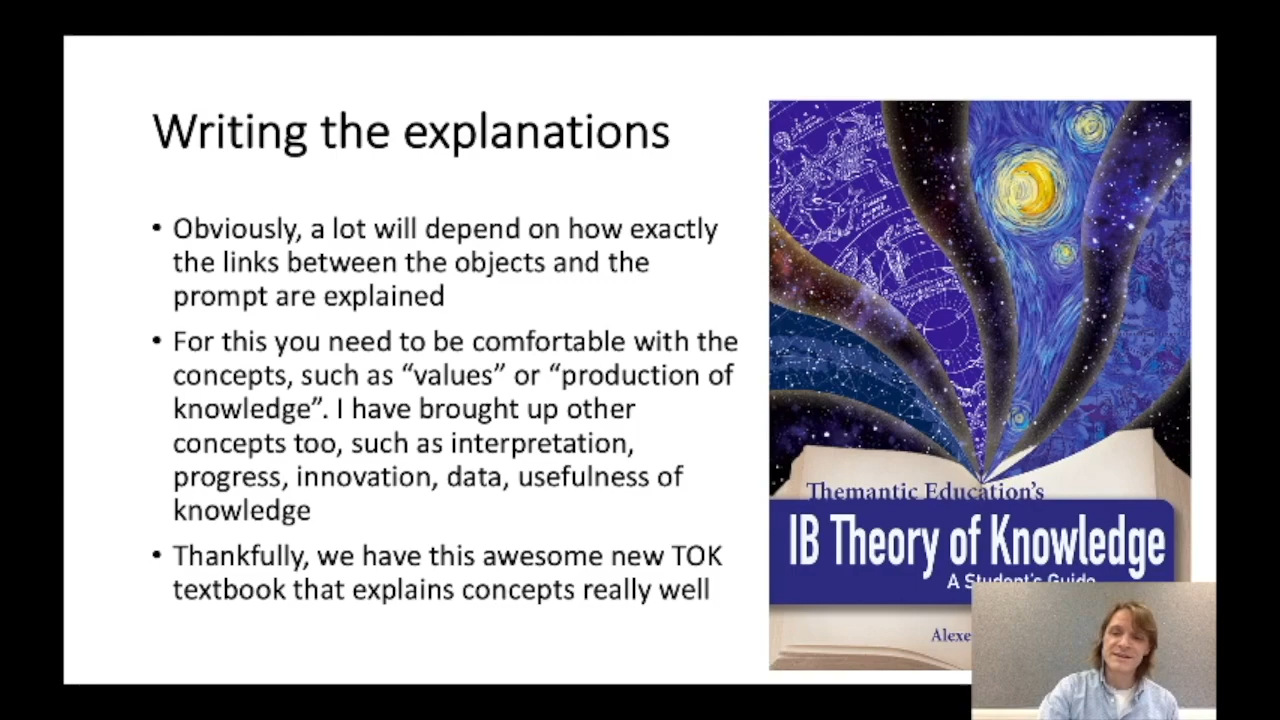 Writing the explanations
• Obviously, a lot will depend on how exactly
the links between the objects and the
prompt are explained
• For this you need to be comfortable with the
concepts, such as “values” or “production of
knowledge”. I have brought up other
concepts too, such as interpretation,
progress, innovation, data, usefulness of
knowledge
• Thankfully, we have this awesome new TOK
textbook that explains concepts really well
Themantic Education’s
IB Theory of Knowledge
A Student's Guide